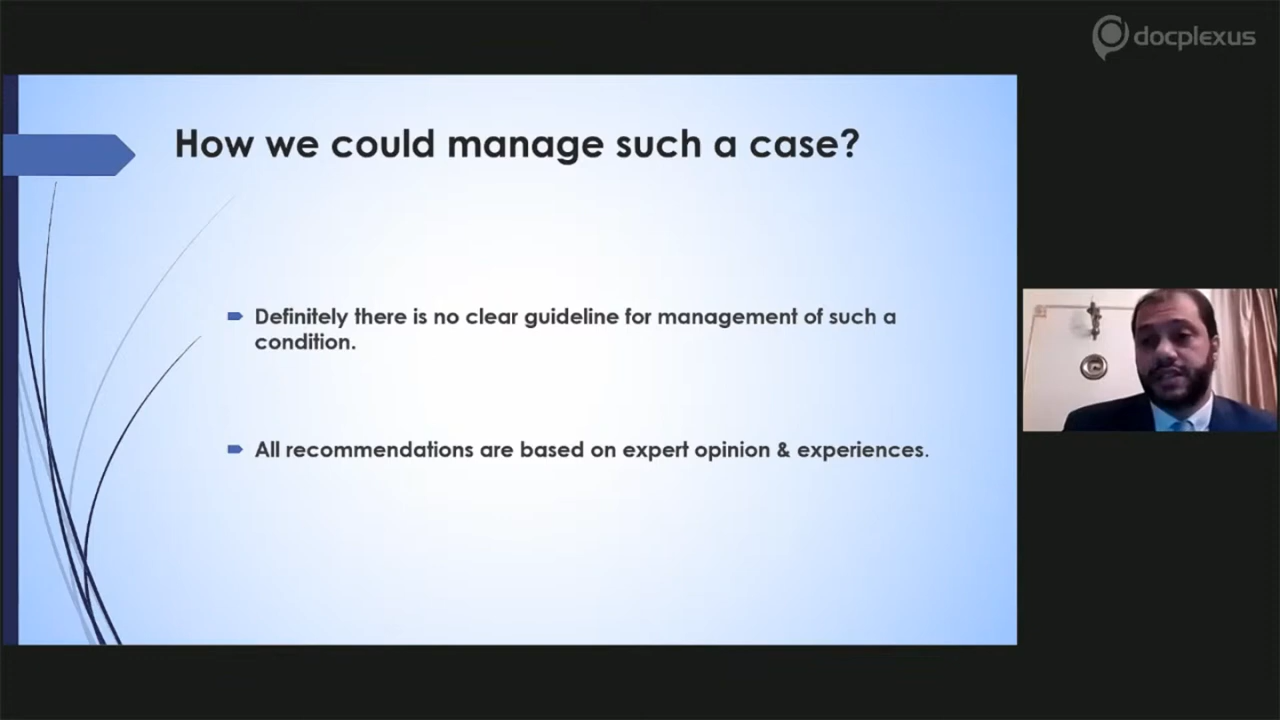 docplexus
How we could manage such a case?
Definitely there is no clear guideline for management of such a
condition.
All recommendations are based on expert opinion & experiences.